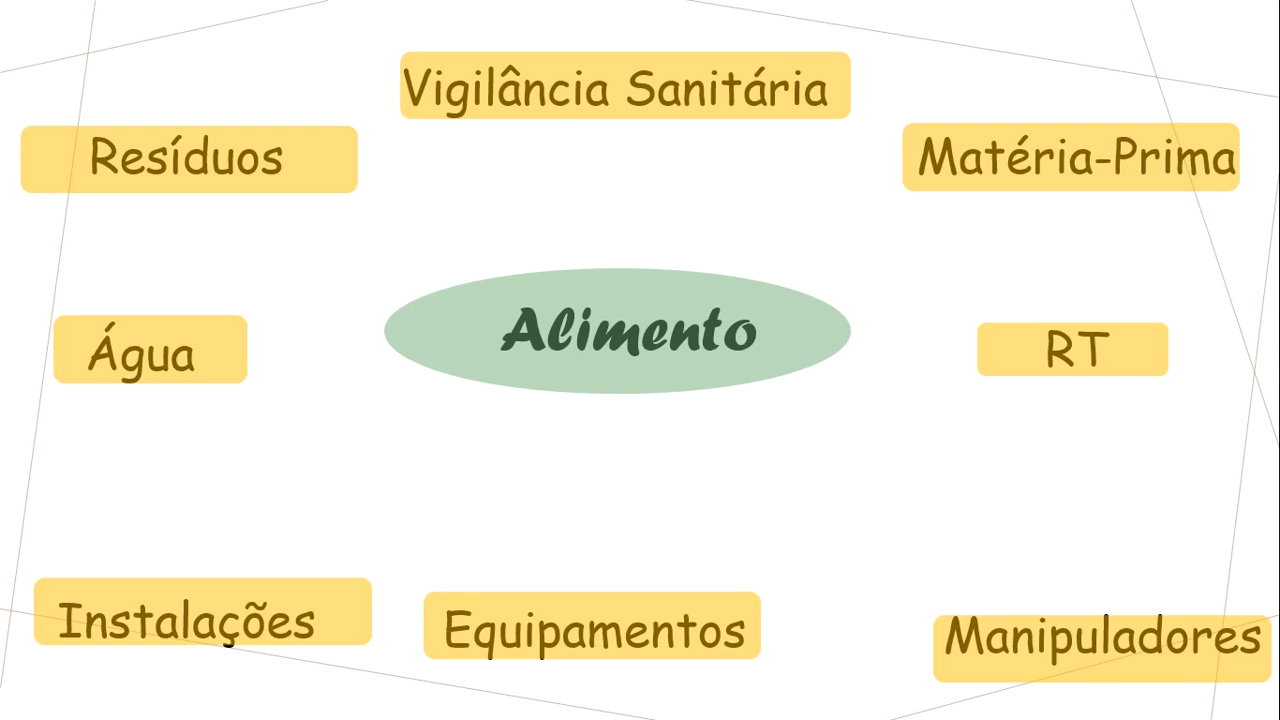 Vigilância Sanitária
Resíduos
Matéria-Prima
Alimento
Água
RT
Instalações
Equipamentos
Manipuladores